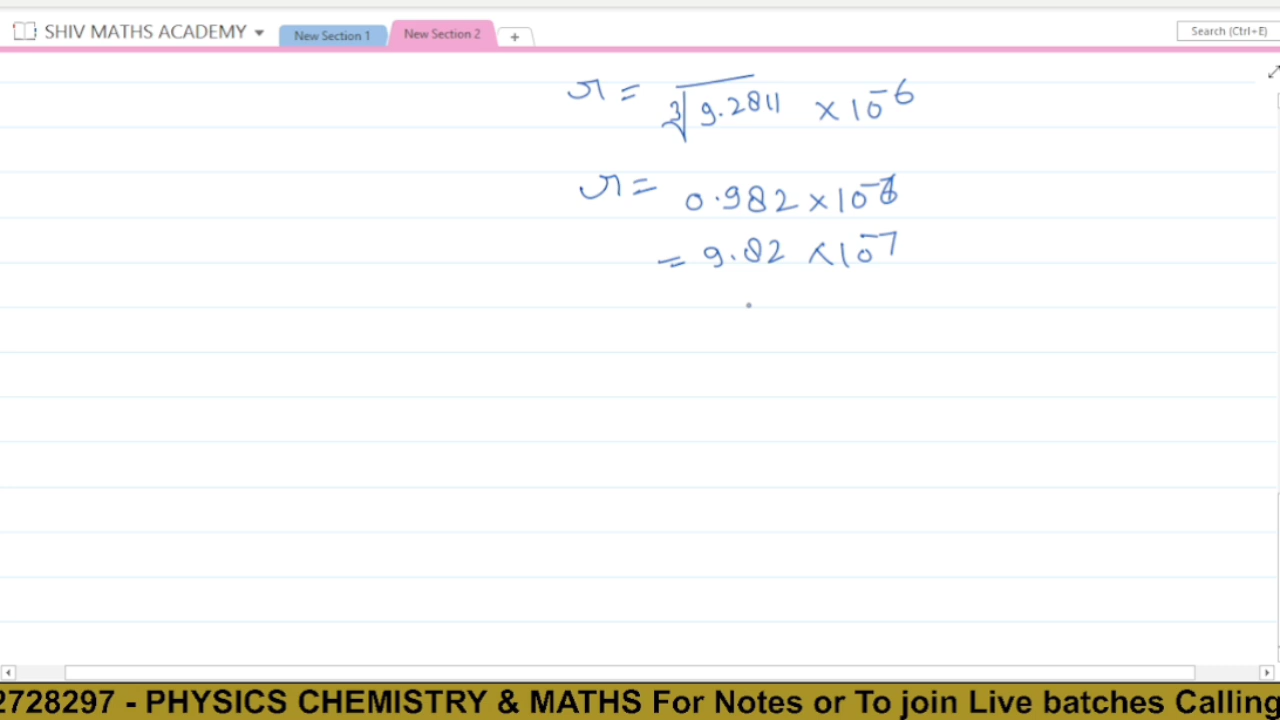 SHIV MATHS ACADEMY New Section 1 New Section 2 +
Search (Ctrl+E)
r = ∛9.2811 × 10⁻⁶
r = 0.982 × 10⁻⁶
= 9.82 × 10⁻⁷
2728297 - PHYSICS CHEMISTRY & MATHS For Notes or To join Live batches Calling